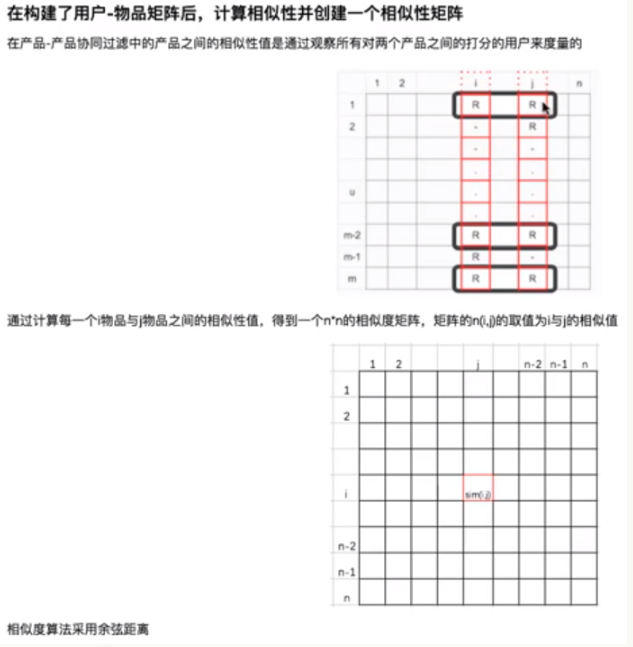 在构建了用户-物品矩阵后，计算相似性并创建一个相似性矩阵
在产品-产品协同过滤中的产品之间的相似性值是通过观察所有对两个产品之间的打分的用户来度量的
1 2 i j n
1 R R
2 - R
- -
. .
u . .
. .
m-2 R R
m-1 R -
m R R
通过计算每一个i物品与j物品之间的相似性值，得到一个n*n的相似度矩阵，矩阵的n(i,j)的取值为i与j的相似值
1 2 j n-2 n-1 n
1
2
i sim(i,j)
n-2
n-1
n
相似度算法采用余弦距离